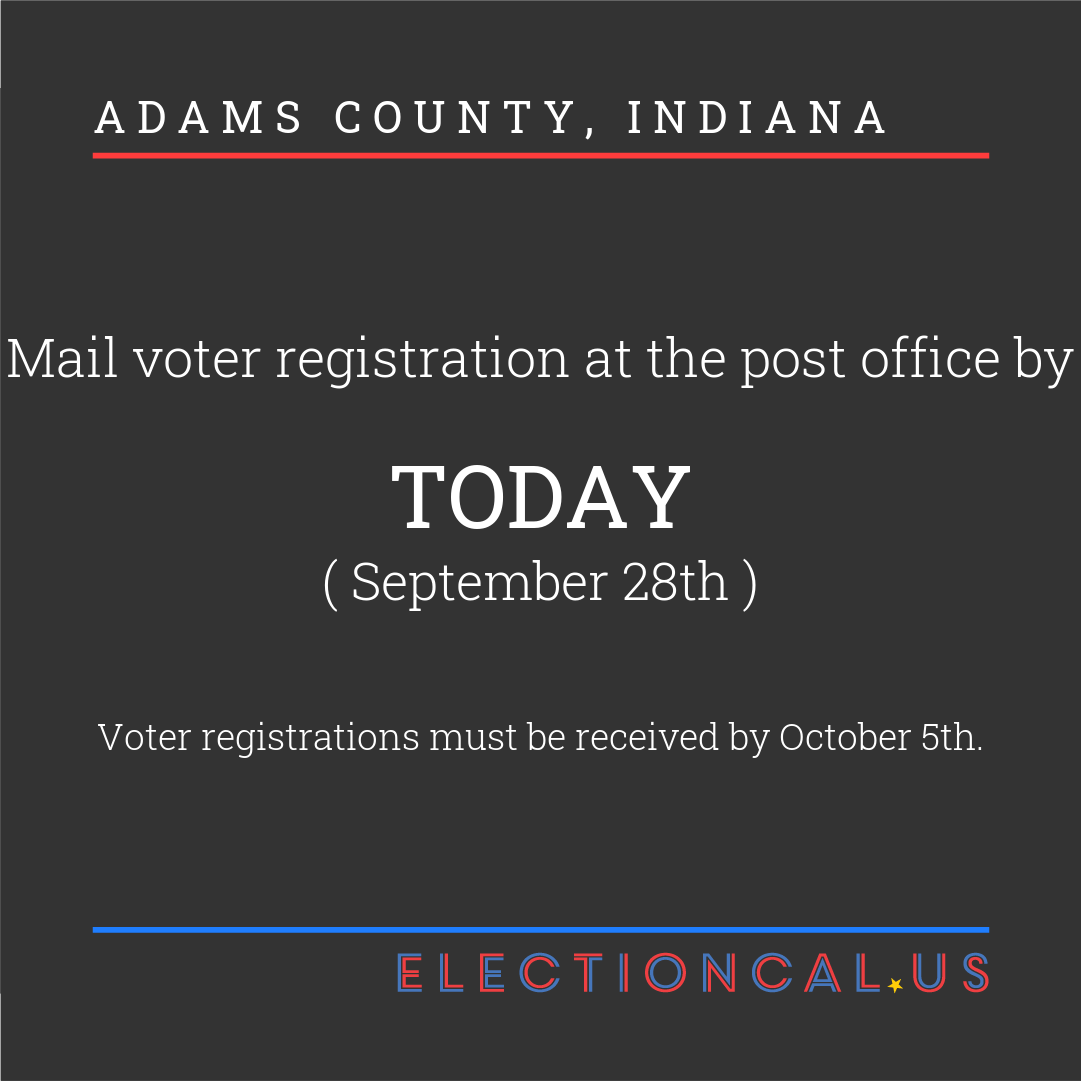 ADAMS COUNTY, INDIANA
Mail voter registration at the post office by
TODAY
( September 28th )
Voter registrations must be received by October 5th.
ELECTIONCAL.US